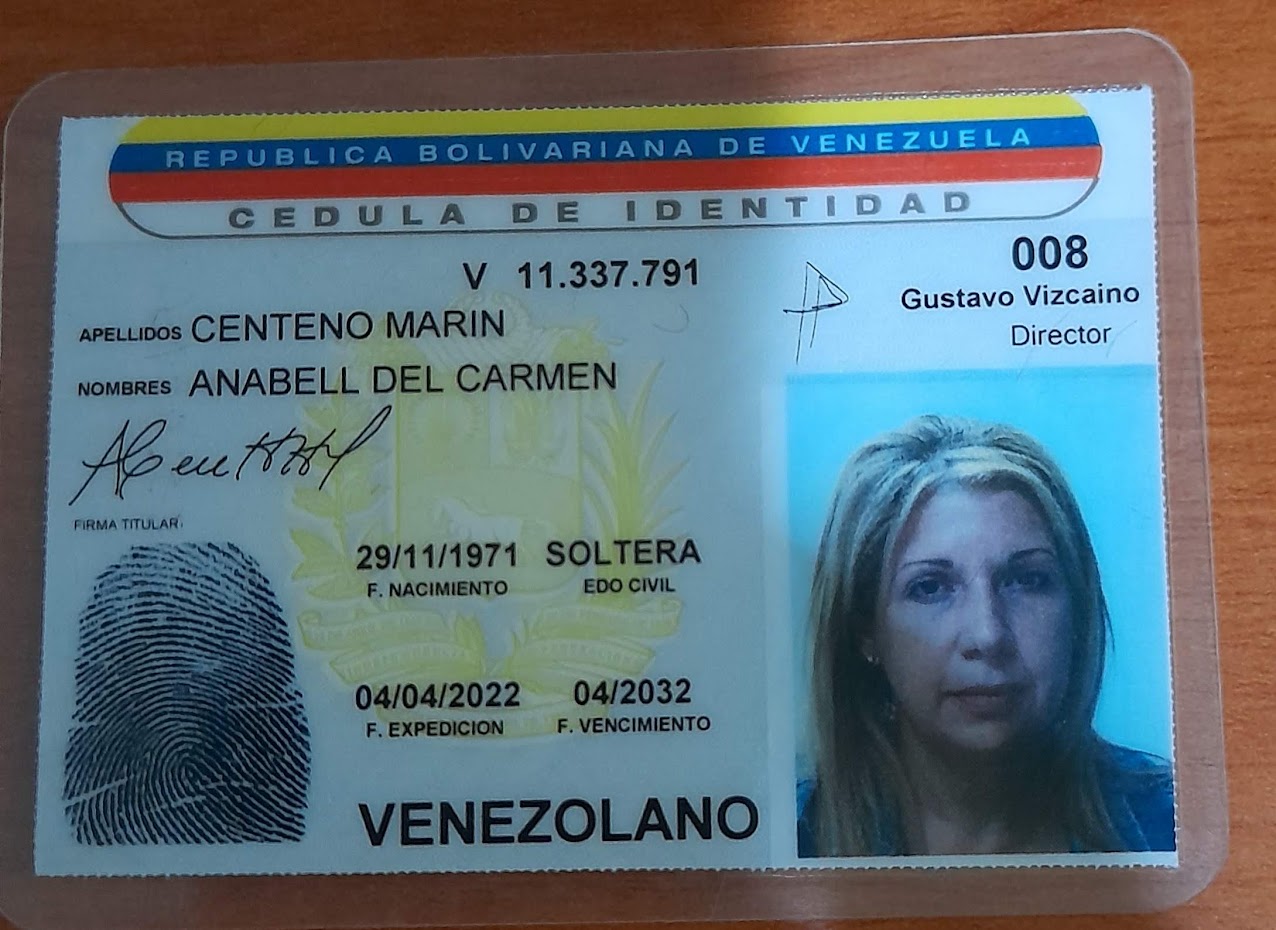 REPUBLICA BOLIVARIANA DE VENEZUELA
CEDULA DE IDENTIDAD
V 11.337.791
008
Gustavo Vizcaino
Director
APELLIDOS CENTENO MARIN
NOMBRES ANABELL DEL CARMEN
FIRMA TITULAR
29/11/1971 SOLTERA
F. NACIMIENTO EDO CIVIL
04/04/2022 04/2032
F. EXPEDICION F. VENCIMIENTO
VENEZOLANO